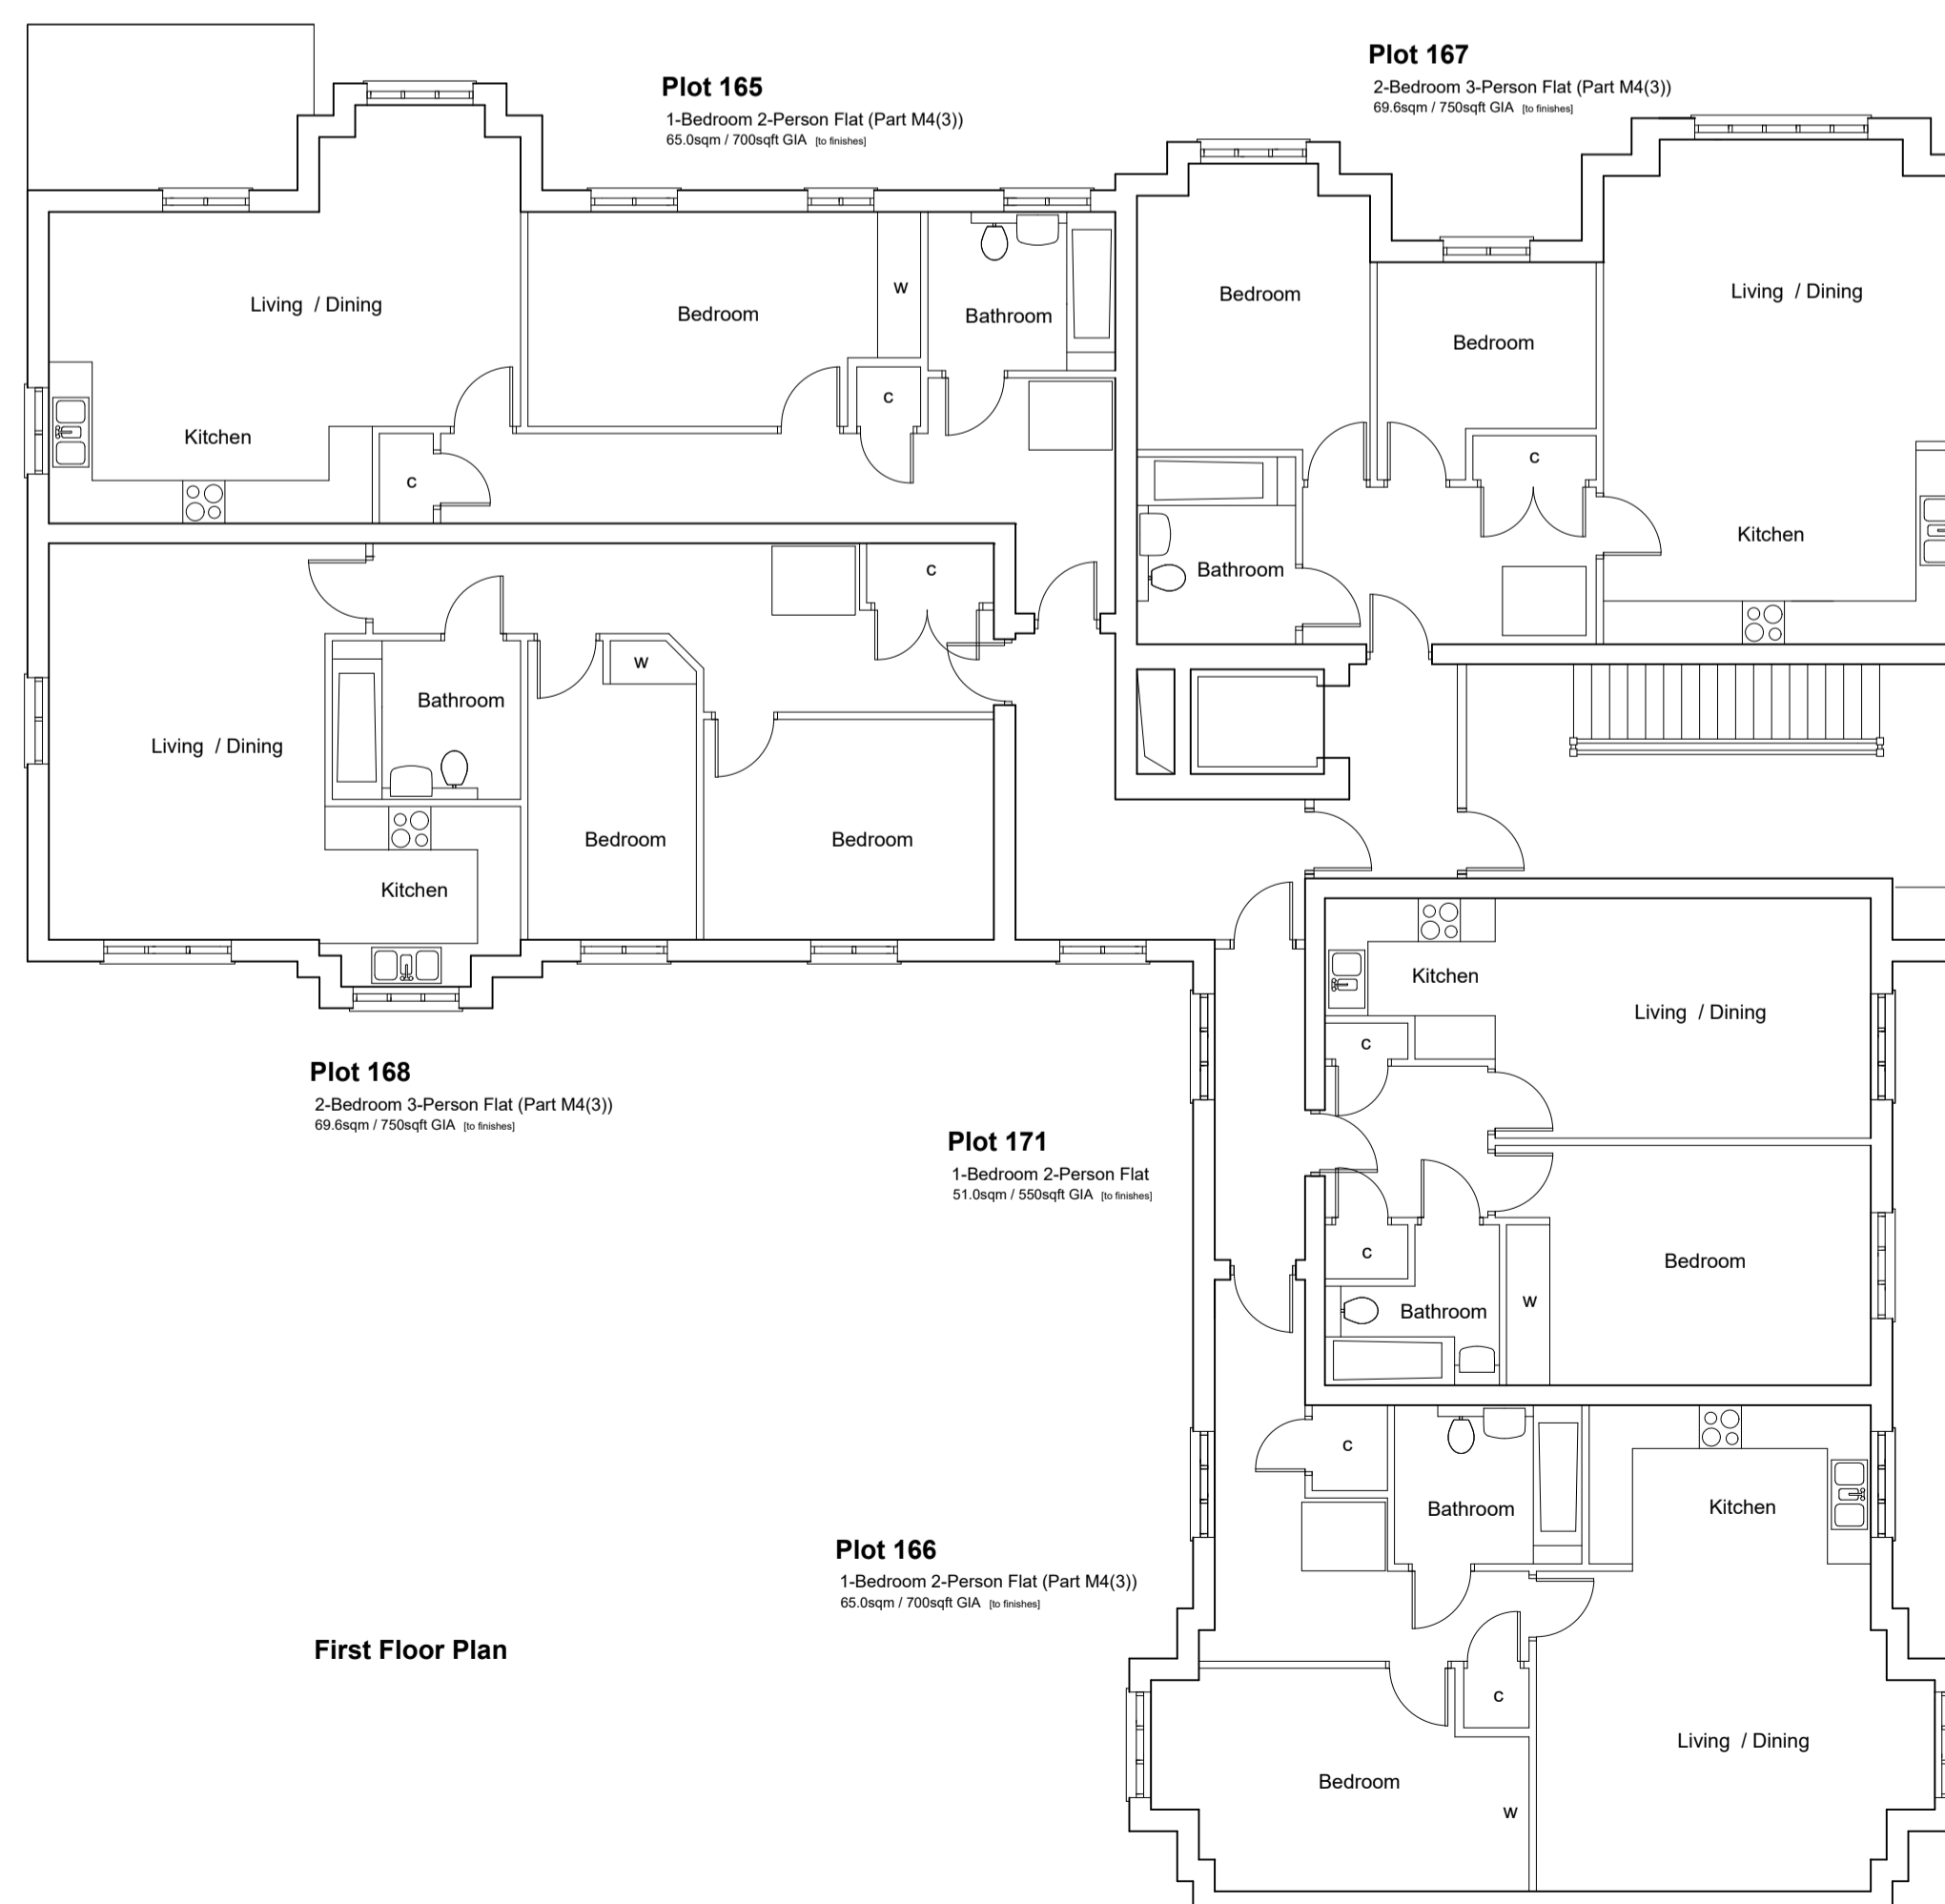 Plot 167
2-Bedroom 3-Person Flat (Part M4(3))
69.6sqm / 750sqft GIA [to finishes]
Plot 165
1-Bedroom 2-Person Flat (Part M4(3))
65.0sqm / 700sqft GIA [to finishes]
Living / Dining
Bedroom
W
Bathroom
Bedroom
Bedroom
Living / Dining
Kitchen
C
C
C
Kitchen
Bathroom
C
W
Bathroom
Living / Dining
Bedroom
Bedroom
Kitchen
Kitchen
Living / Dining
C
Plot 168
2-Bedroom 3-Person Flat (Part M4(3))
69.6sqm / 750sqft GIA [to finishes]
Plot 171
1-Bedroom 2-Person Flat
51.0sqm / 550sqft GIA [to finishes]
C
Bedroom
W
Bathroom
C
Bathroom
Kitchen
Plot 166
1-Bedroom 2-Person Flat (Part M4(3))
65.0sqm / 700sqft GIA [to finishes]
First Floor Plan
C
Living / Dining
Bedroom
W